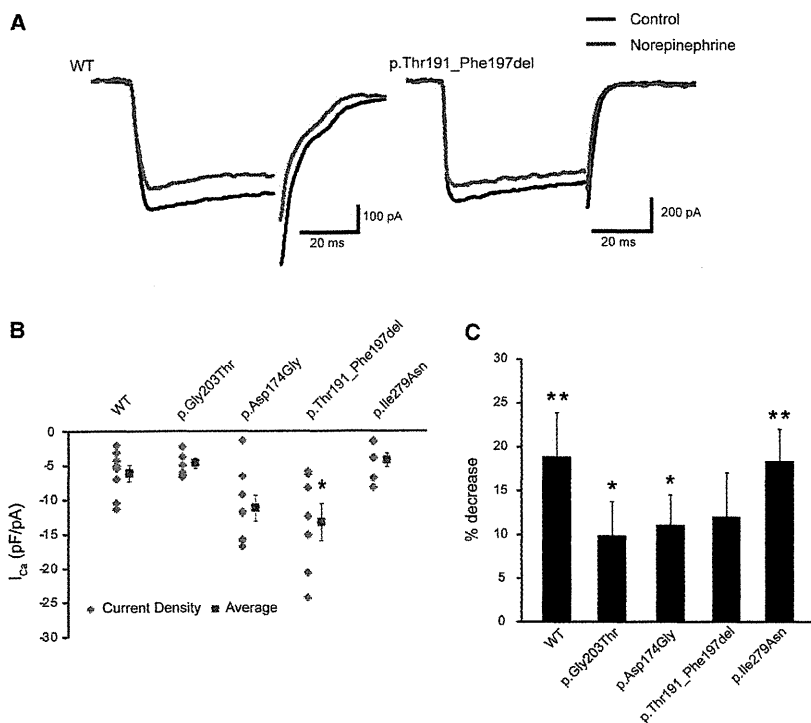 A
Control
Norepinephrine
WT
p.Thr191_Phe197del
100 pA
20 ms
200 pA
20 ms
B
WT
p.Gly203Thr
p.Asp174Gly
p.Thr191_Phe197del
p.Ile279Asn
0
-5
-10
-15
-20
-25
-30
I_Ca (pF/pA)
*
Current Density
Average
C
30
25
20
15
10
5
0
% decrease
**
*
*
**
WT
p.Gly203Thr
p.Asp174Gly
p.Thr191_Phe197del
p.Ile279Asn